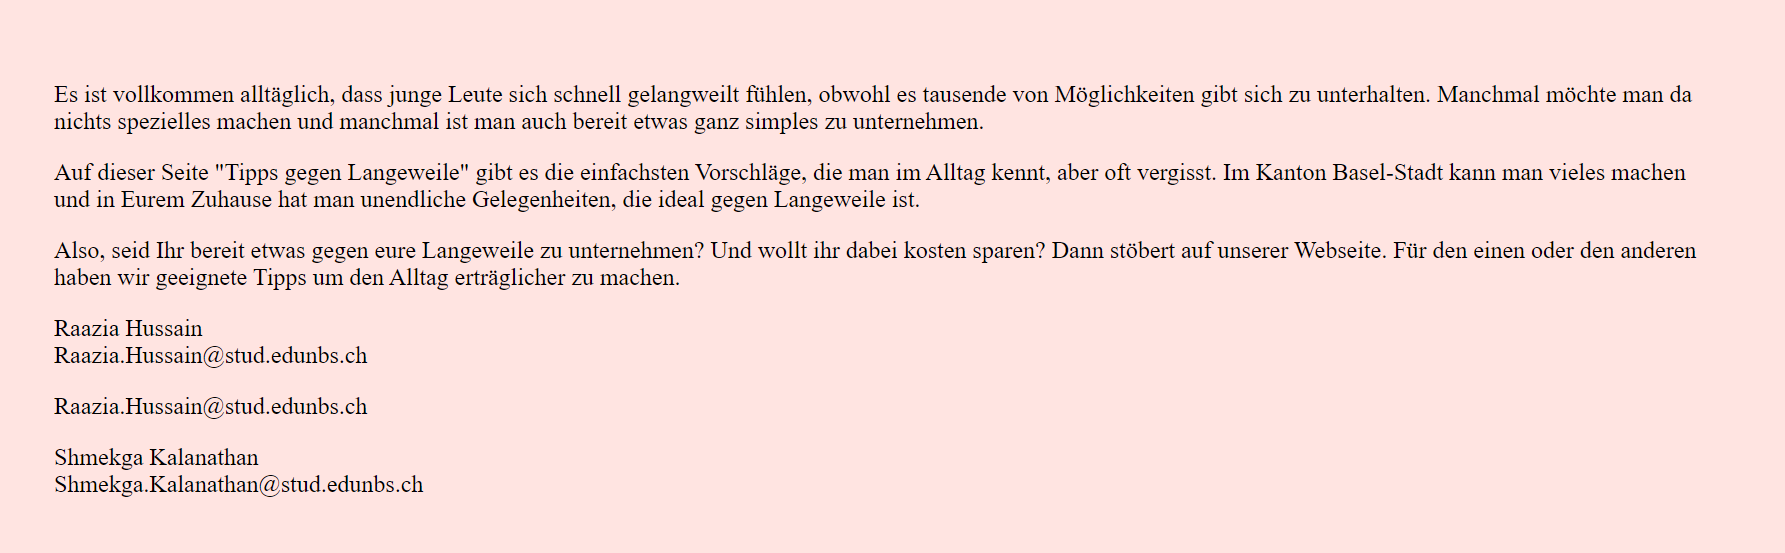 Es ist vollkommen alltäglich, dass junge Leute sich schnell gelangweilt fühlen, obwohl es tausende von Möglichkeiten gibt sich zu unterhalten. Manchmal möchte man da
nichts spezielles machen und manchmal ist man auch bereit etwas ganz simples zu unternehmen.
Auf dieser Seite "Tipps gegen Langeweile" gibt es die einfachsten Vorschläge, die man im Alltag kennt, aber oft vergisst. Im Kanton Basel-Stadt kann man vieles machen
und in Eurem Zuhause hat man unendliche Gelegenheiten, die ideal gegen Langeweile ist.
Also, seid Ihr bereit etwas gegen eure Langeweile zu unternehmen? Und wollt ihr dabei kosten sparen? Dann stöbert auf unserer Webseite. Für den einen oder den anderen
haben wir geeignete Tipps um den Alltag erträglicher zu machen.
Raazia Hussain
Raazia.Hussain@stud.edunbs.ch
Raazia.Hussain@stud.edunbs.ch
Shmekga Kalanathan
Shmekga.Kalanathan@stud.edunbs.ch